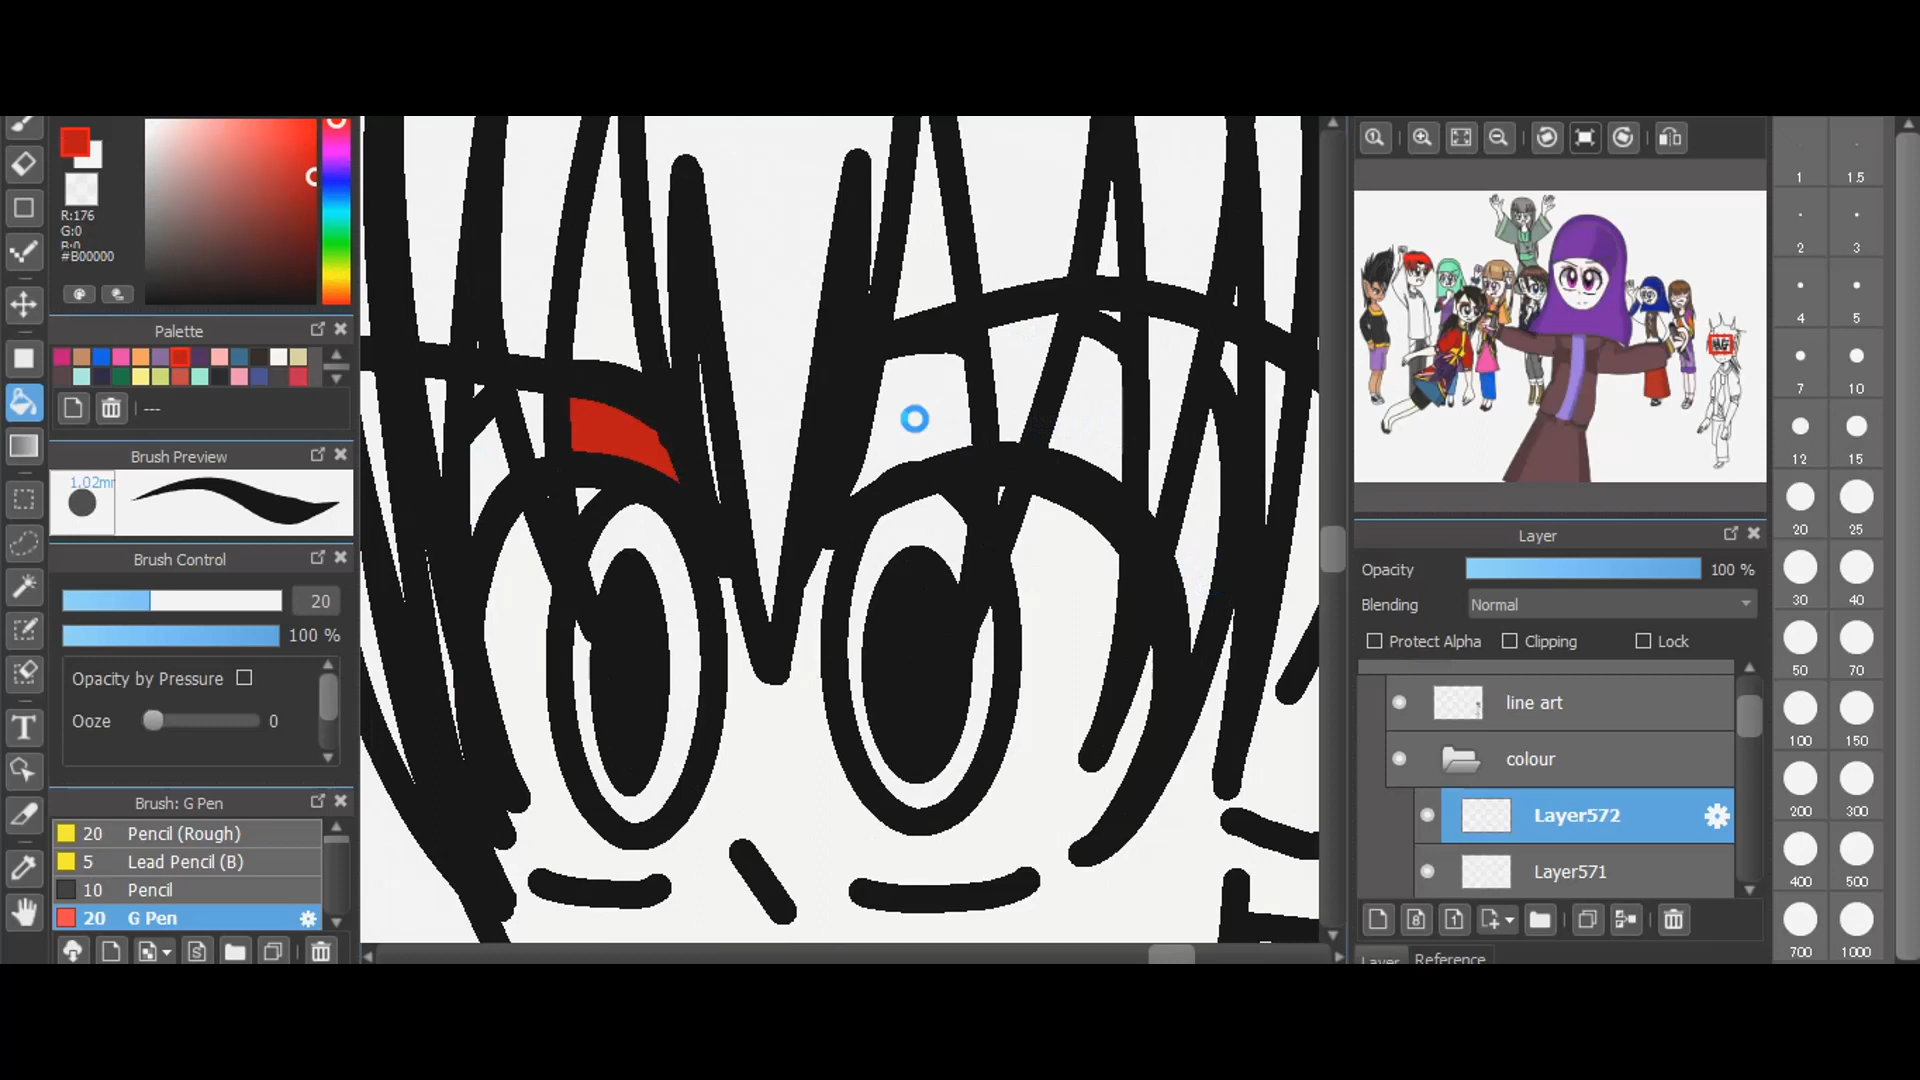 R:176
G:0
B:0
#B00000
Palette
---
Brush Preview
1.02mm
Brush Control
20
100 %
Opacity by Pressure
Ooze 0
Brush: G Pen
20 Pencil (Rough)
5 Lead Pencil (B)
10 Pencil
20 G Pen
Layer
Opacity 100 %
Blending Normal
Protect Alpha Clipping Lock
line art
colour
Layer572
Layer571
Layer Reference
1 1.5
2 3
4 5
7 10
12 15
20 25
30 40
50 70
100 150
200 300
400 500
700 1000